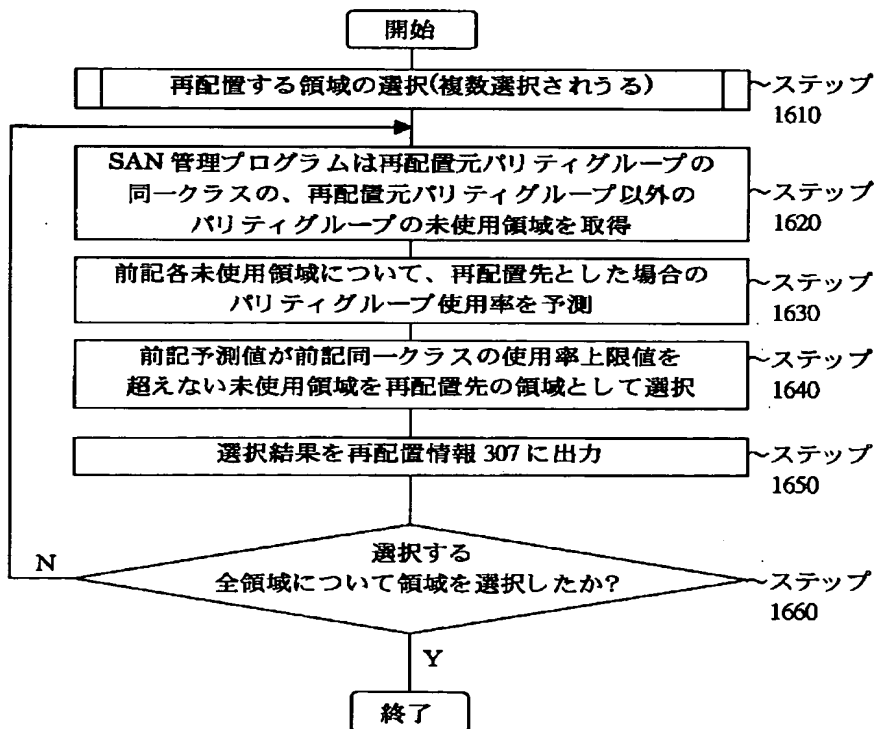 開始
再配置する領域の選択(複数選択されうる)
~ステップ
1610
SAN 管理プログラムは再配置元パリティグループの
同一クラスの、再配置元パリティグループ以外の
パリティグループの未使用領域を取得
~ステップ
1620
前記各未使用領域について、再配置先とした場合の
パリティグループ使用率を予測
~ステップ
1630
前記予測値が前記同一クラスの使用率上限値を
超えない未使用領域を再配置先の領域として選択
~ステップ
1640
選択結果を再配置情報 307 に出力
~ステップ
1650
選択する
全領域について領域を選択したか?
N
~ステップ
1660
Y
終了